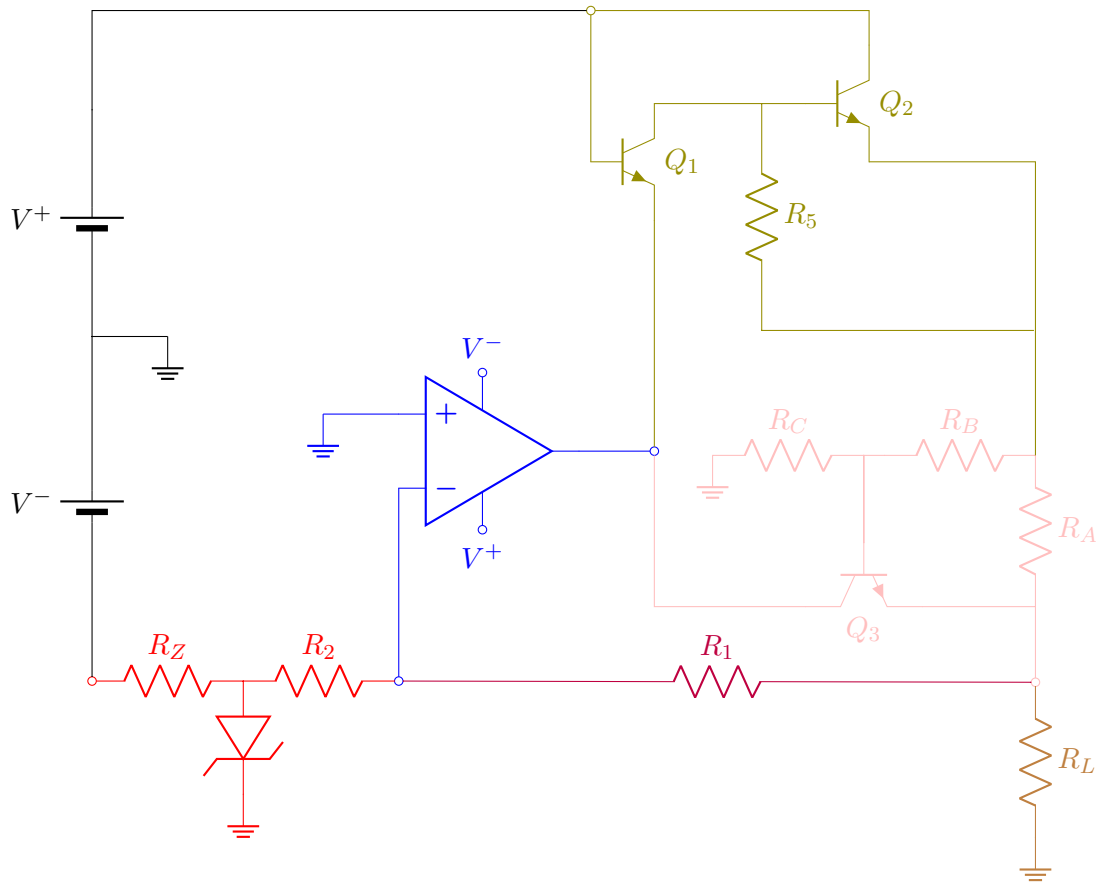 Q₂
Q₁
V⁺
R₅
V⁻
R_C
R_B
+
V⁻
−
R_A
V⁺
Q₃
R_Z
R₂
R₁
R_L